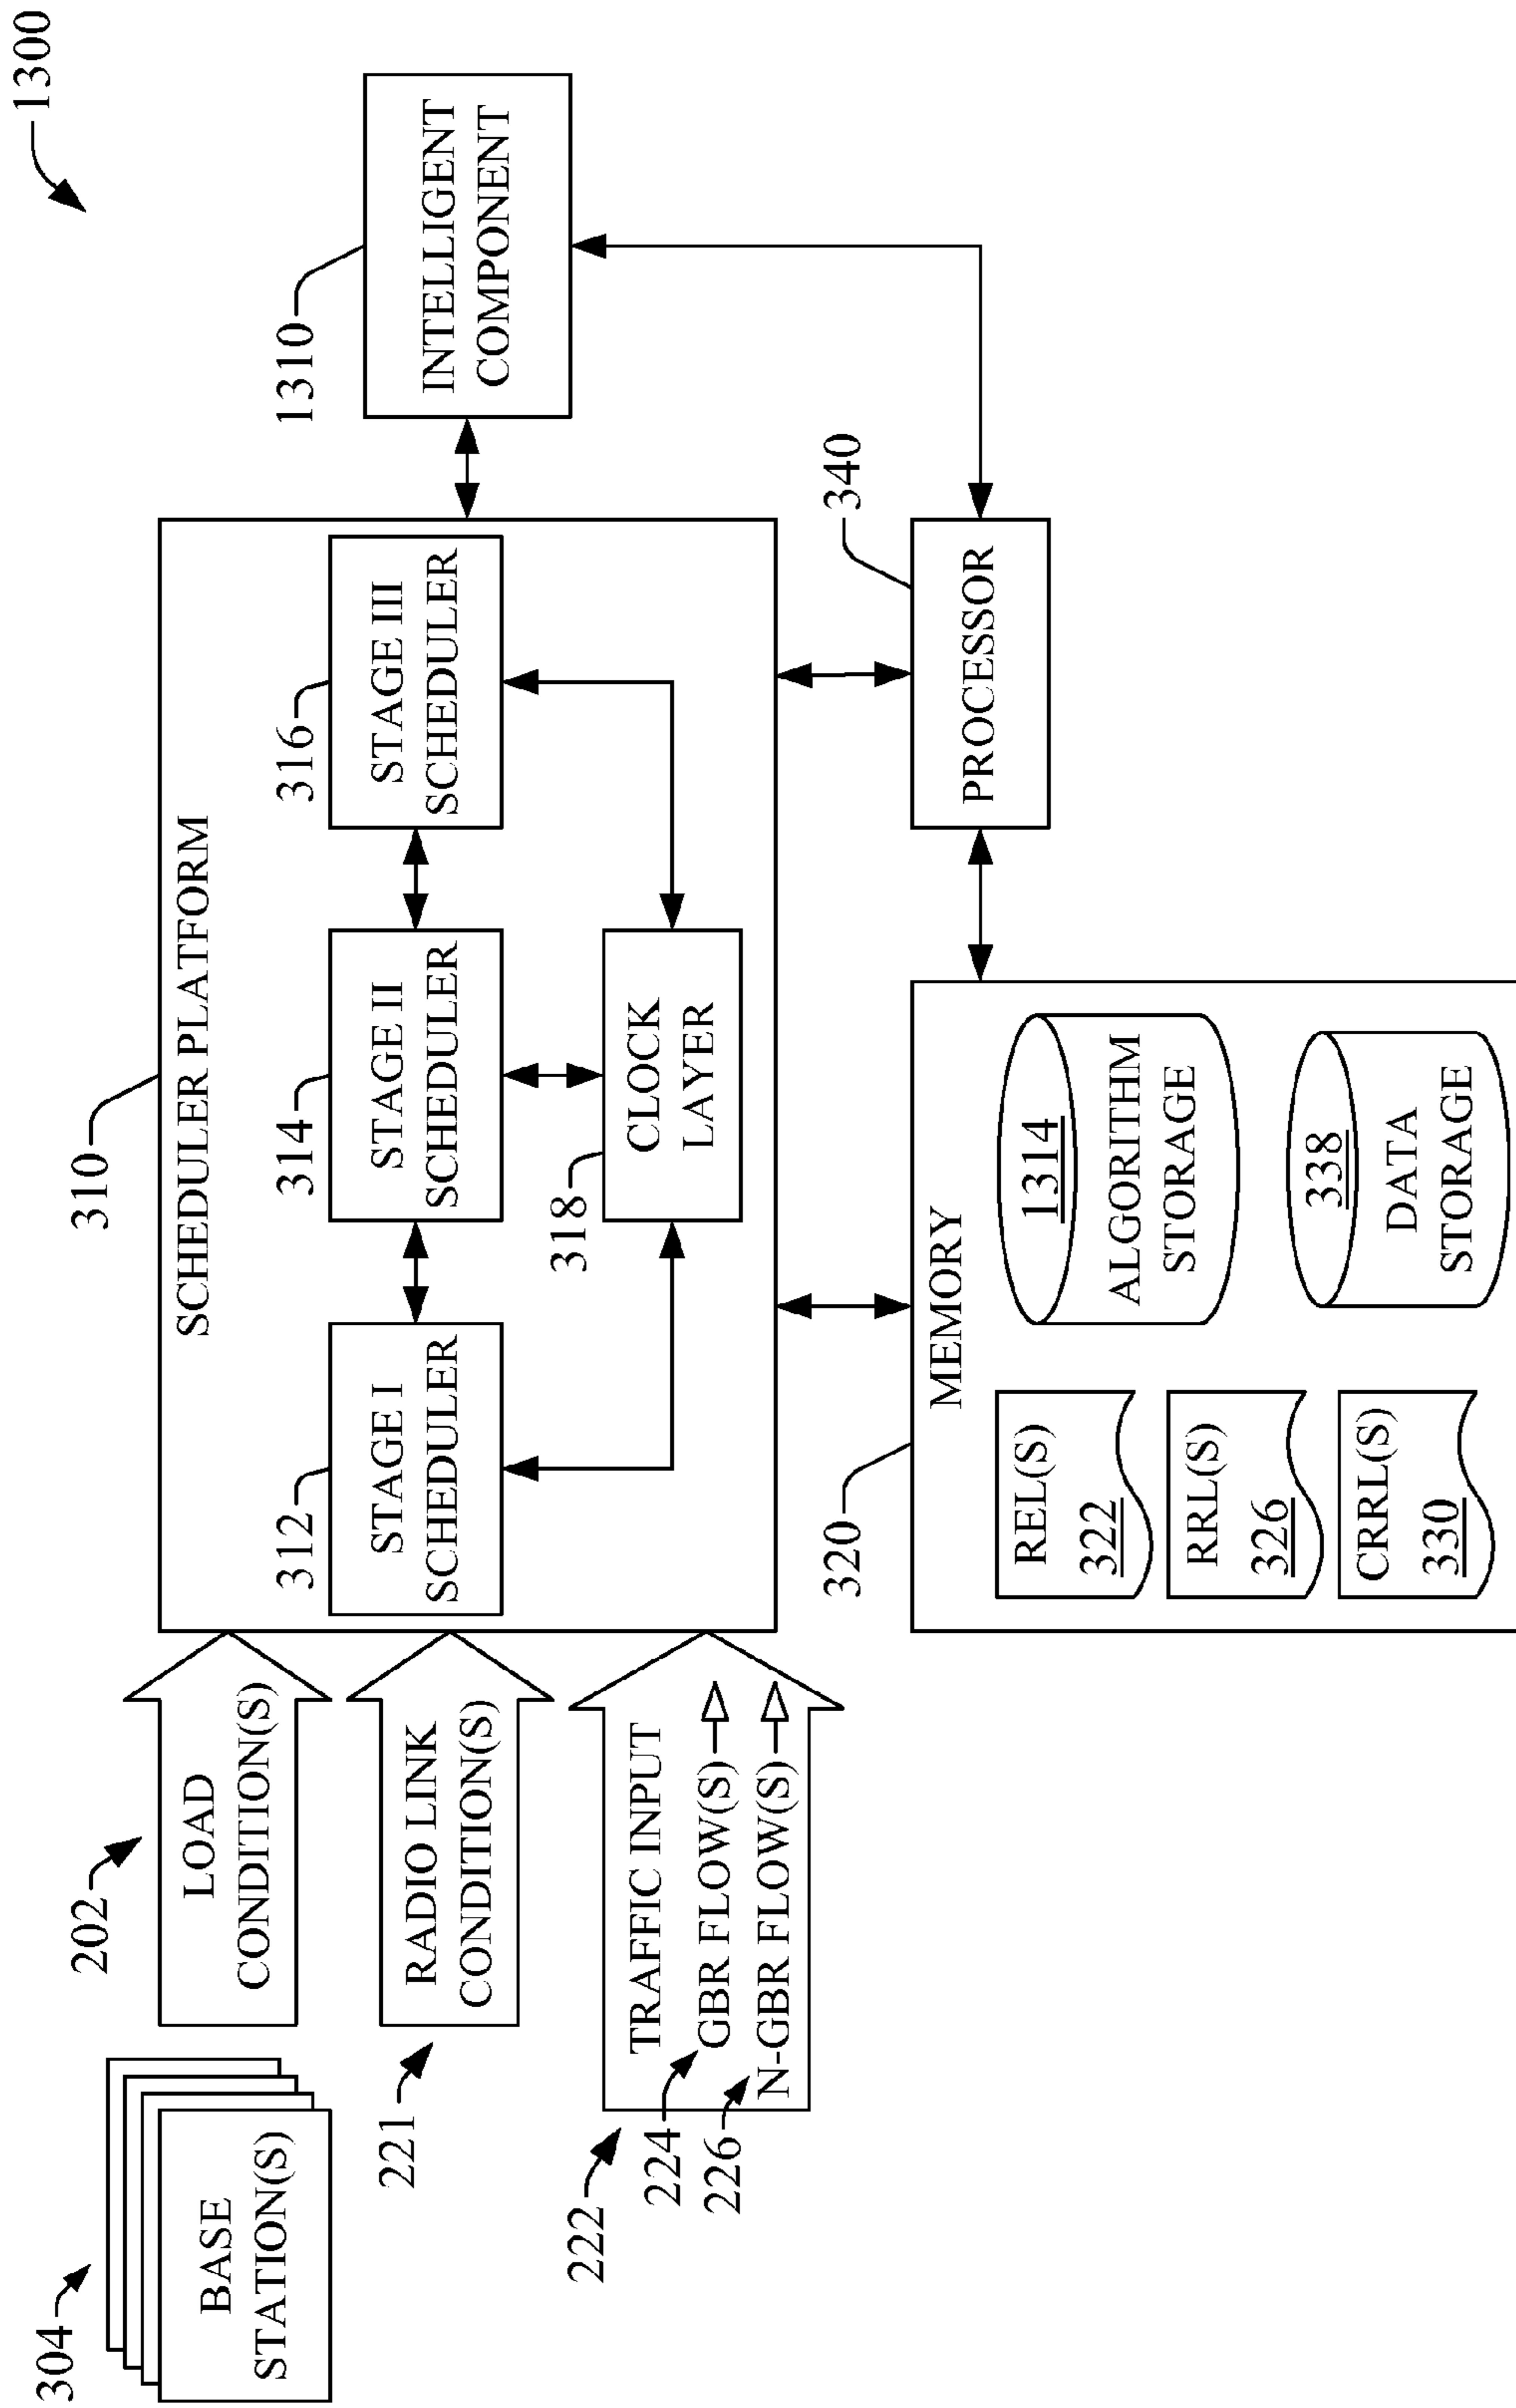 1300
304
BASE
STATION(S)
202
LOAD
CONDITION(S)
221
RADIO LINK
CONDITION(S)
222
TRAFFIC INPUT
224
GBR FLOW(S)
226
N-GBR FLOW(S)
310
SCHEDULER PLATFORM
312
STAGE I
SCHEDULER
314
STAGE II
SCHEDULER
316
STAGE III
SCHEDULER
318
CLOCK
LAYER
1310
INTELLIGENT
COMPONENT
340
PROCESSOR
320
MEMORY
REL(S)
322
RRL(S)
326
CRRL(S)
330
1314
ALGORITHM
STORAGE
338
DATA
STORAGE